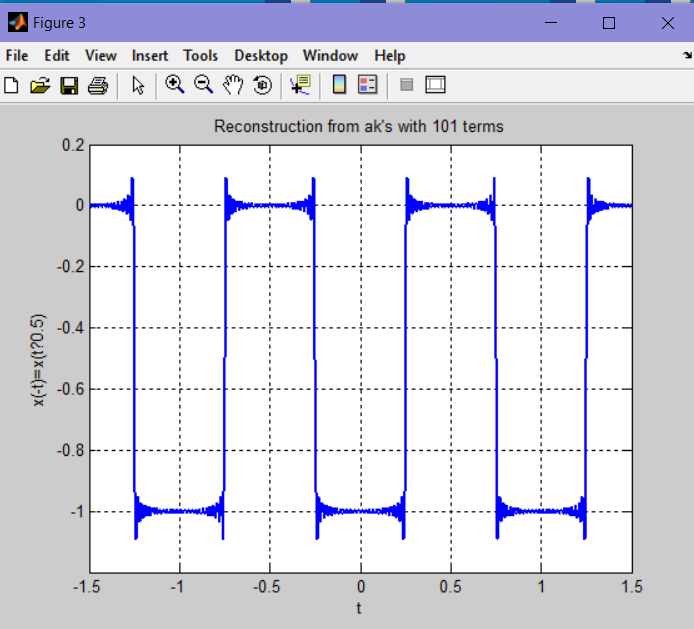 Figure 3
File Edit View Insert Tools Desktop Window Help
Reconstruction from ak's with 101 terms
0.2
0
-0.2
-0.4
-0.6
-0.8
-1
x(-t)=x(t?0.5)
-1.5 -1 -0.5 0 0.5 1 1.5
t